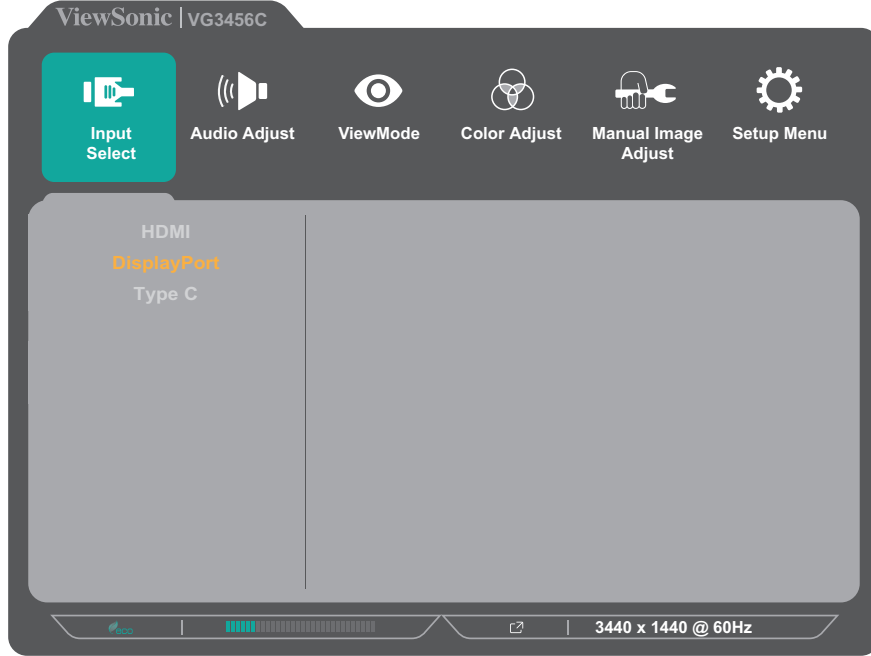 ViewSonic | VG3456C
Input
Select
Audio Adjust
ViewMode
Color Adjust
Manual Image
Adjust
Setup Menu
HDMI
DisplayPort
Type C
eco
3440 x 1440 @ 60Hz